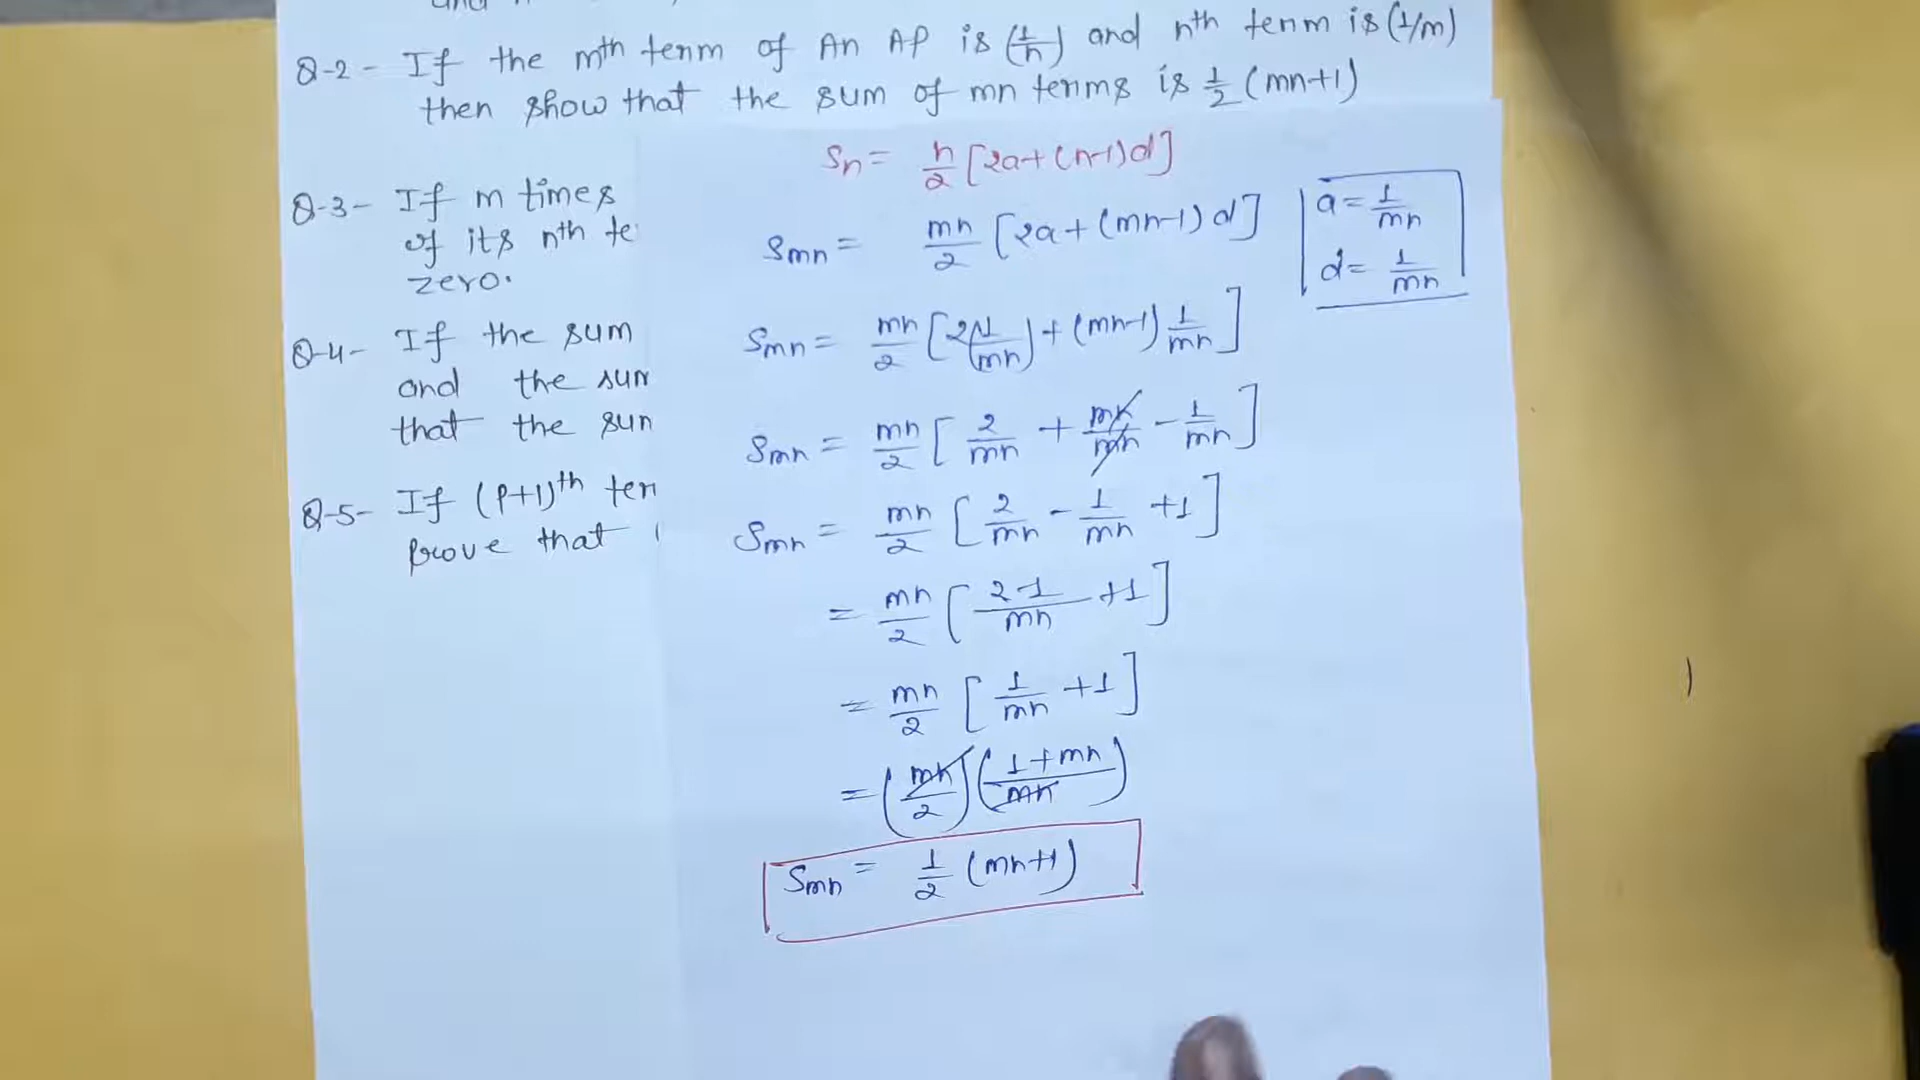 Q-2- If the mth term of An AP is (1/n) and nth term is (1/m)
then show that the sum of mn terms is 1/2 (mn+1)
Q-3- If m times
of its nth te
zero.
Q-4- If the sum
and the sum
that the sum
Q-5- If (P+1)th ter
prove that
Sn = n/2 [2a+(n-1)d]
Smn = mn/2 [2a+(mn-1)d]
a = 1/mn
d = 1/mn
Smn = mn/2 [2(1/mn)+(mn-1) 1/mn]
Smn = mn/2 [2/mn + mn/mn - 1/mn]
Smn = mn/2 [2/mn - 1/mn +1]
= mn/2 [2-1/mn +1]
= mn/2 [1/mn +1]
= (mn/2)(1+mn/mn)
Smn = 1/2 (mn+1)